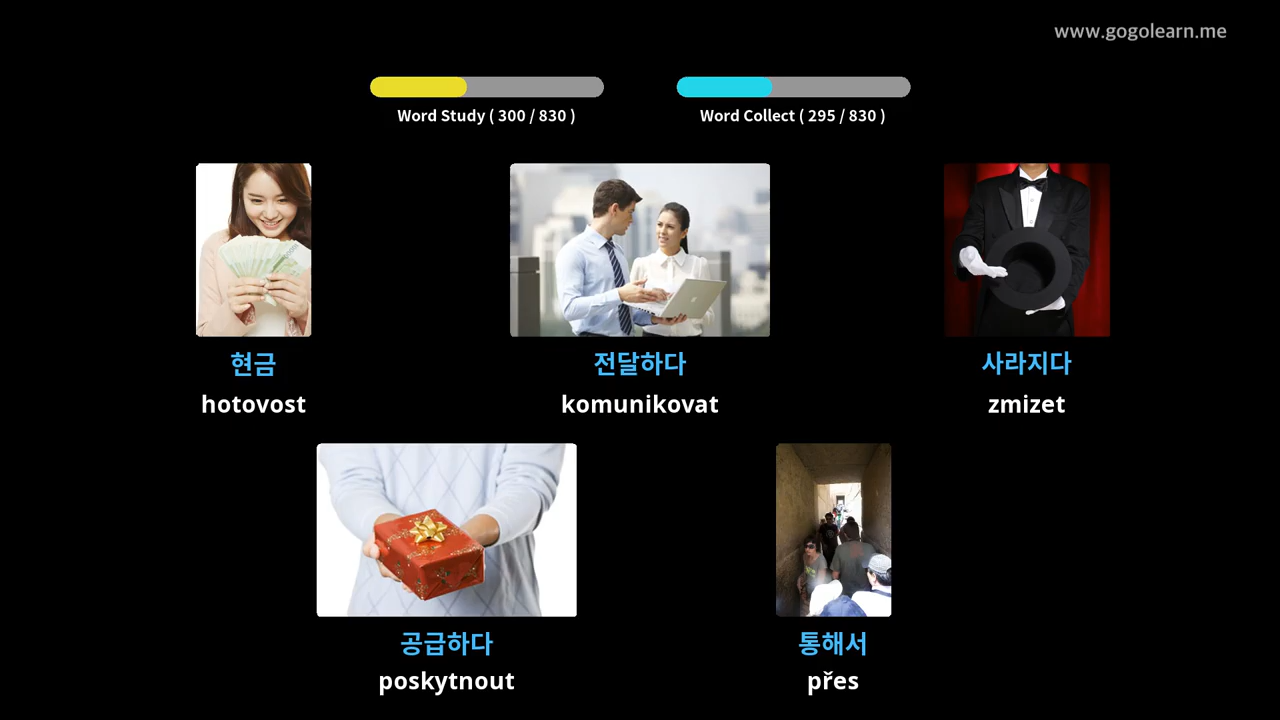 www.gogolearn.me
Word Study ( 300 / 830 )
Word Collect ( 295 / 830 )
현금
전달하다
사라지다
hotovost
komunikovat
zmizet
공급하다
통해서
poskytnout
přes